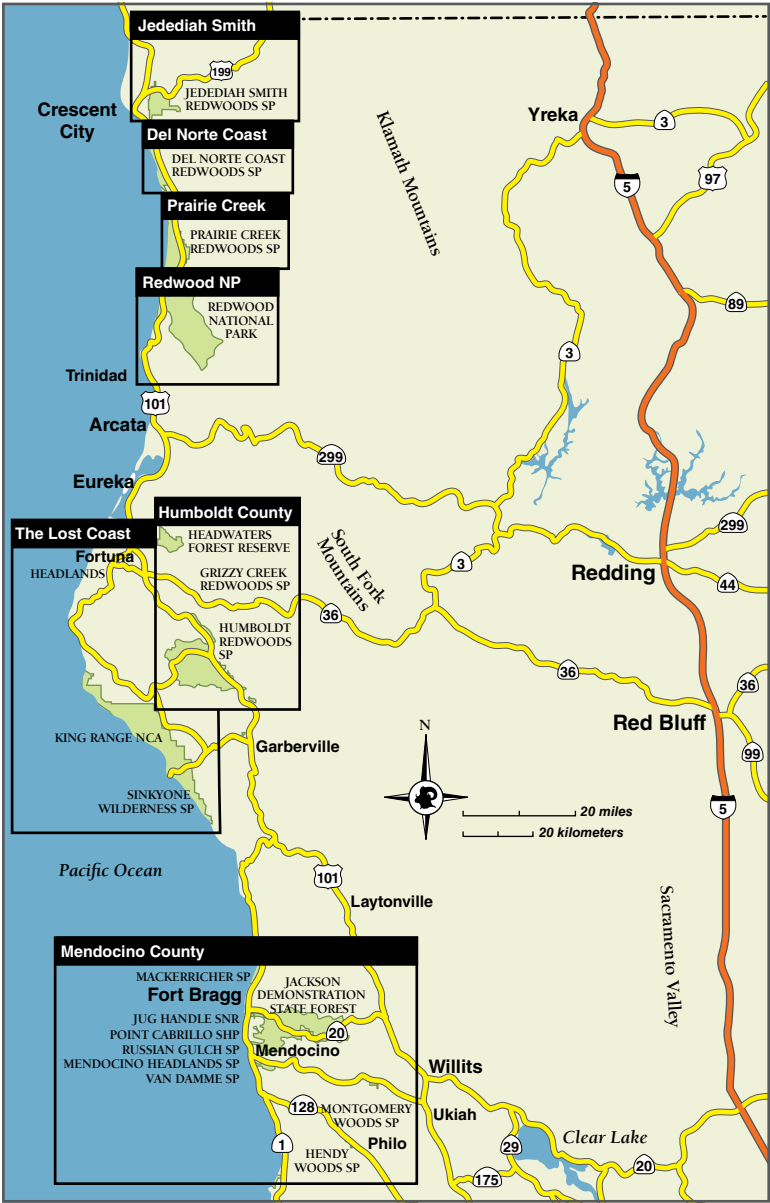 Jedediah Smith
199
JEDEDIAH SMITH
REDWOODS SP
Crescent
City
Del Norte Coast
DEL NORTE COAST
REDWOODS SP
Prairie Creek
PRAIRIE CREEK
REDWOODS SP
Redwood NP
REDWOOD
NATIONAL
PARK
Klamath Mountains
Yreka
3
5
97
89
3
Trinidad
101
Arcata
299
Eureka
Humboldt County
HEADWATERS
FOREST RESERVE
GRIZZY CREEK
REDWOODS SP
HUMBOLDT
REDWOODS
SP
The Lost Coast
Fortuna
HEADLANDS
South Fork
Mountains
3
36
Redding
299
44
36
36
Red Bluff
99
5
KING RANGE NCA
Garberville
SINKYONE
WILDERNESS SP
N
20 miles
20 kilometers
Pacific Ocean
101
Laytonville
Sacramento Valley
Mendocino County
MACKERRICHER SP
Fort Bragg
JACKSON
DEMONSTRATION
STATE FOREST
JUG HANDLE SNR
POINT CABRILLO SHP
RUSSIAN GULCH SP
MENDOCINO HEADLANDS SP
VAN DAMME SP
20
Mendocino
128
MONTGOMERY
WOODS SP
1
HENDY
WOODS SP
Philo
Willits
Ukiah
29
Clear Lake
20
175